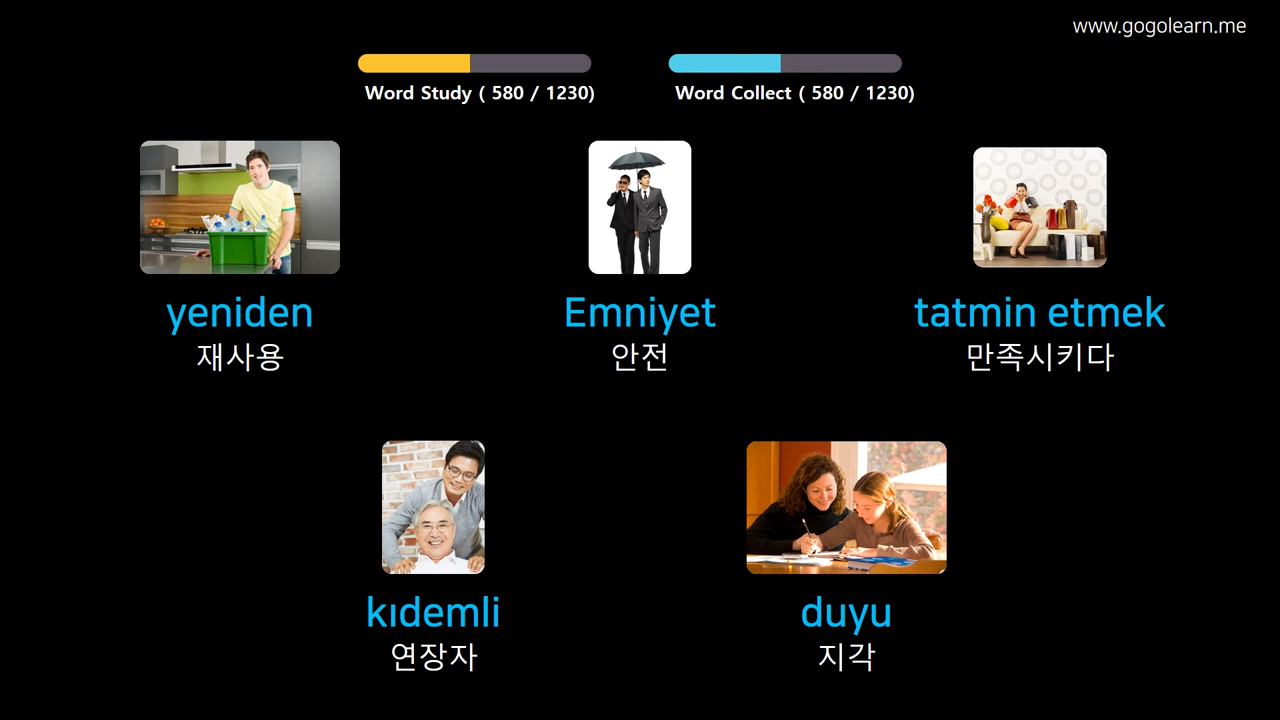 www.gogolearn.me
Word Study ( 580 / 1230)
Word Collect ( 580 / 1230)
yeniden
재사용
Emniyet
안전
tatmin etmek
만족시키다
kıdemli
연장자
duyu
지각